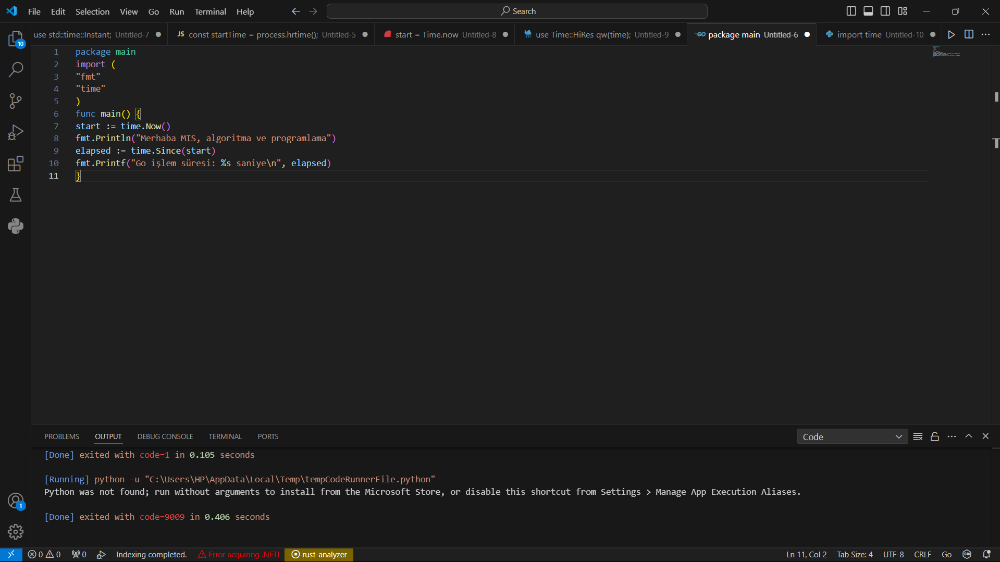 File Edit Selection View Go Run Terminal Help
Search
use std::time::Instant; Untitled-7
JS const startTime = process.hrtime(); Untitled-5
start = Time.now Untitled-8
use Time::HiRes qw(time); Untitled-9
GO package main Untitled-6
import time Untitled-10
10
1 package main
2 import (
3 "fmt"
4 "time"
5 )
6 func main() {
7 start := time.Now()
8 fmt.Println("Merhaba MIS, algoritma ve programlama")
9 elapsed := time.Since(start)
10 fmt.Printf("Go işlem süresi: %s saniye\n", elapsed)
11 }
PROBLEMS OUTPUT DEBUG CONSOLE TERMINAL PORTS
Code
[Done] exited with code=1 in 0.105 seconds
[Running] python -u "C:\Users\HP\AppData\Local\Temp\tempCodeRunnerFile.python"
Python was not found; run without arguments to install from the Microsoft Store, or disable this shortcut from Settings > Manage App Execution Aliases.
[Done] exited with code=9009 in 0.406 seconds
1
0 0 0 Indexing completed. Error acquiring .NET! rust-analyzer
Ln 11, Col 2 Tab Size: 4 UTF-8 CRLF Go